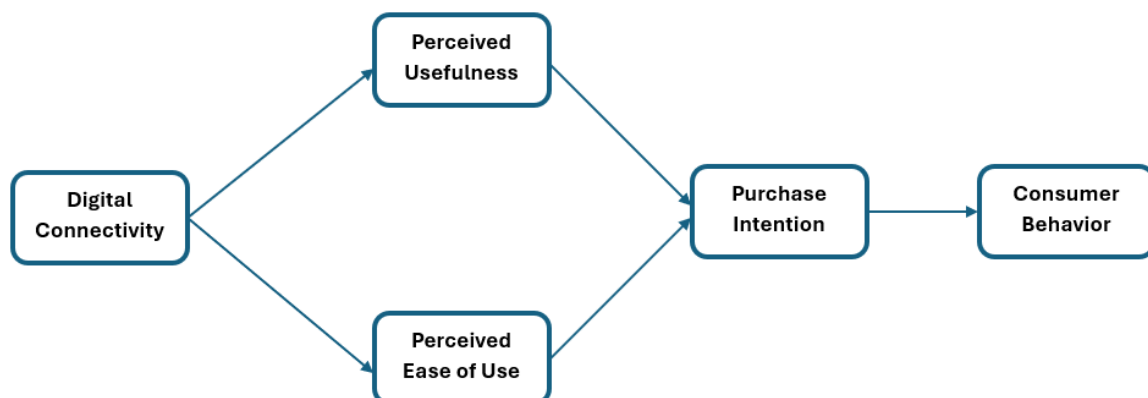 Perceived
Usefulness
Digital
Connectivity
Purchase
Intention
Consumer
Behavior
Perceived
Ease of Use